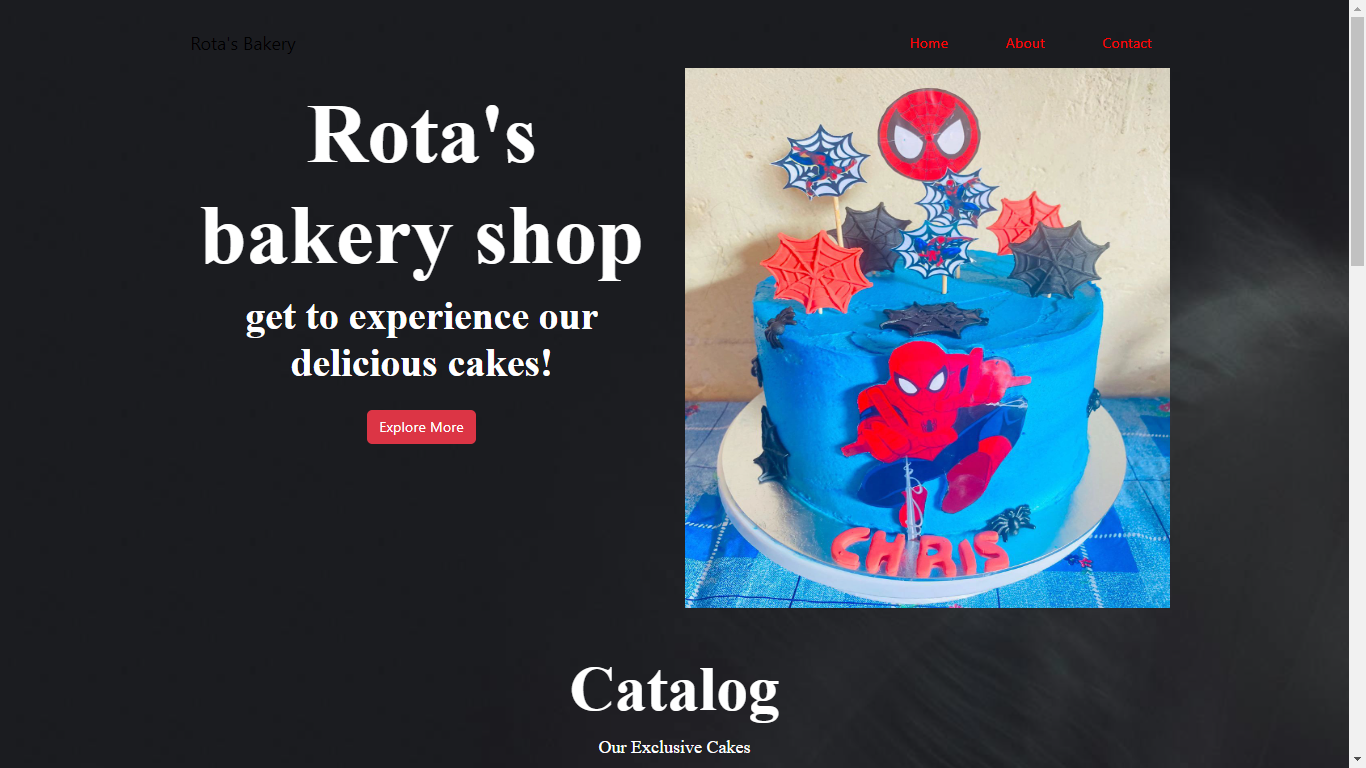 Rota's Bakery
Home
About
Contact
Rota's
bakery shop
get to experience our
delicious cakes!
Explore More
CHRIS
Catalog
Our Exclusive Cakes